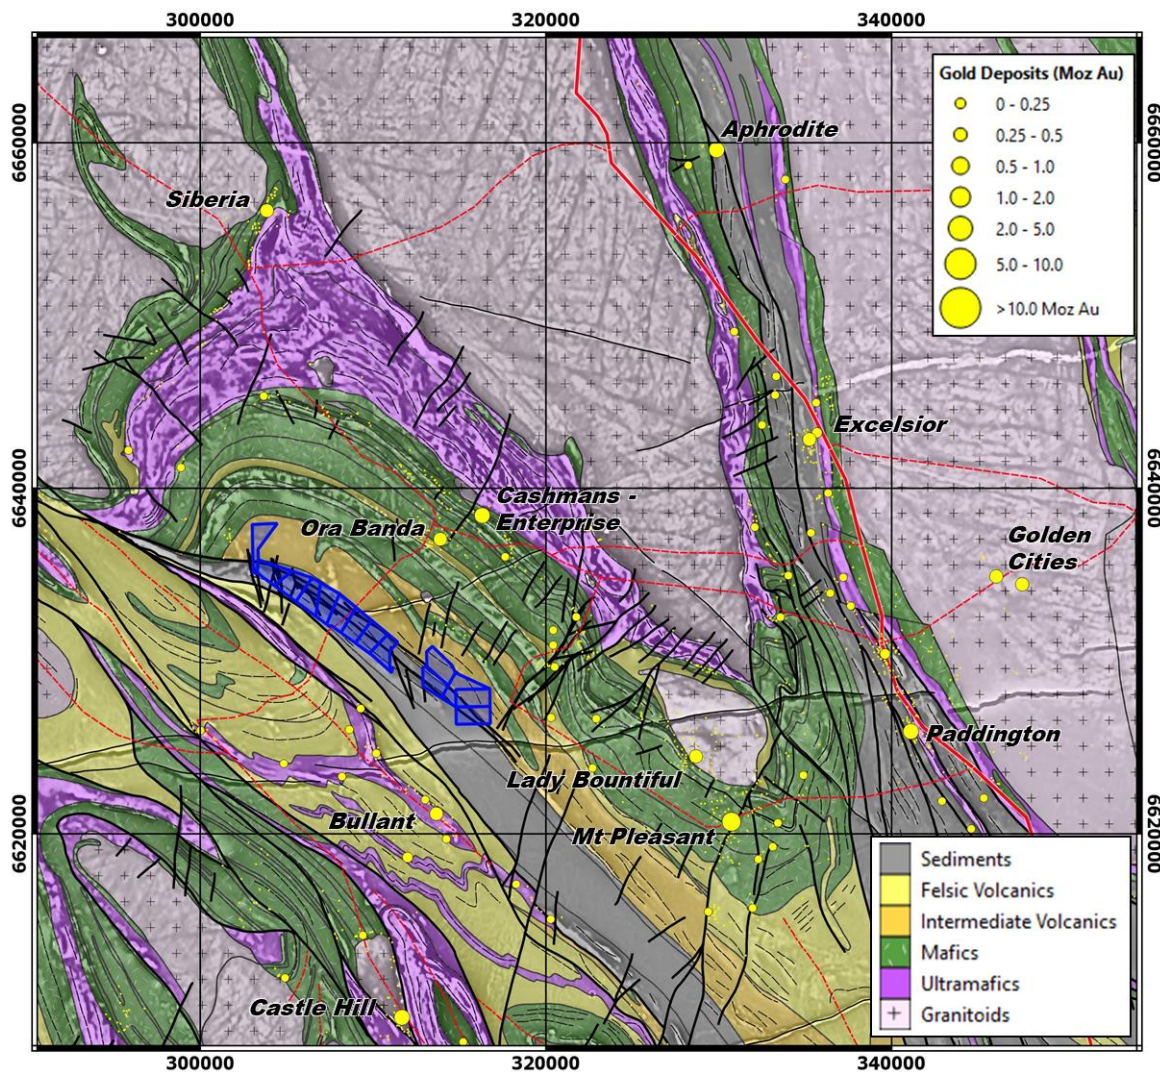 300000
320000
340000
Gold Deposits (Moz Au)
0 - 0.25
0.25 - 0.5
0.5 - 1.0
1.0 - 2.0
2.0 - 5.0
5.0 - 10.0
>10.0 Moz Au
6660000
Aphrodite
6660000
Siberia
Excelsior
6640000
Cashmans -
Enterprise
6640000
Ora Banda
Golden
Cities
Paddington
Lady Bountiful
Bullant
Mt Pleasant
6620000
6620000
Sediments
Felsic Volcanics
Intermediate Volcanics
Mafics
Ultramafics
Granitoids
Castle Hill
300000
320000
340000